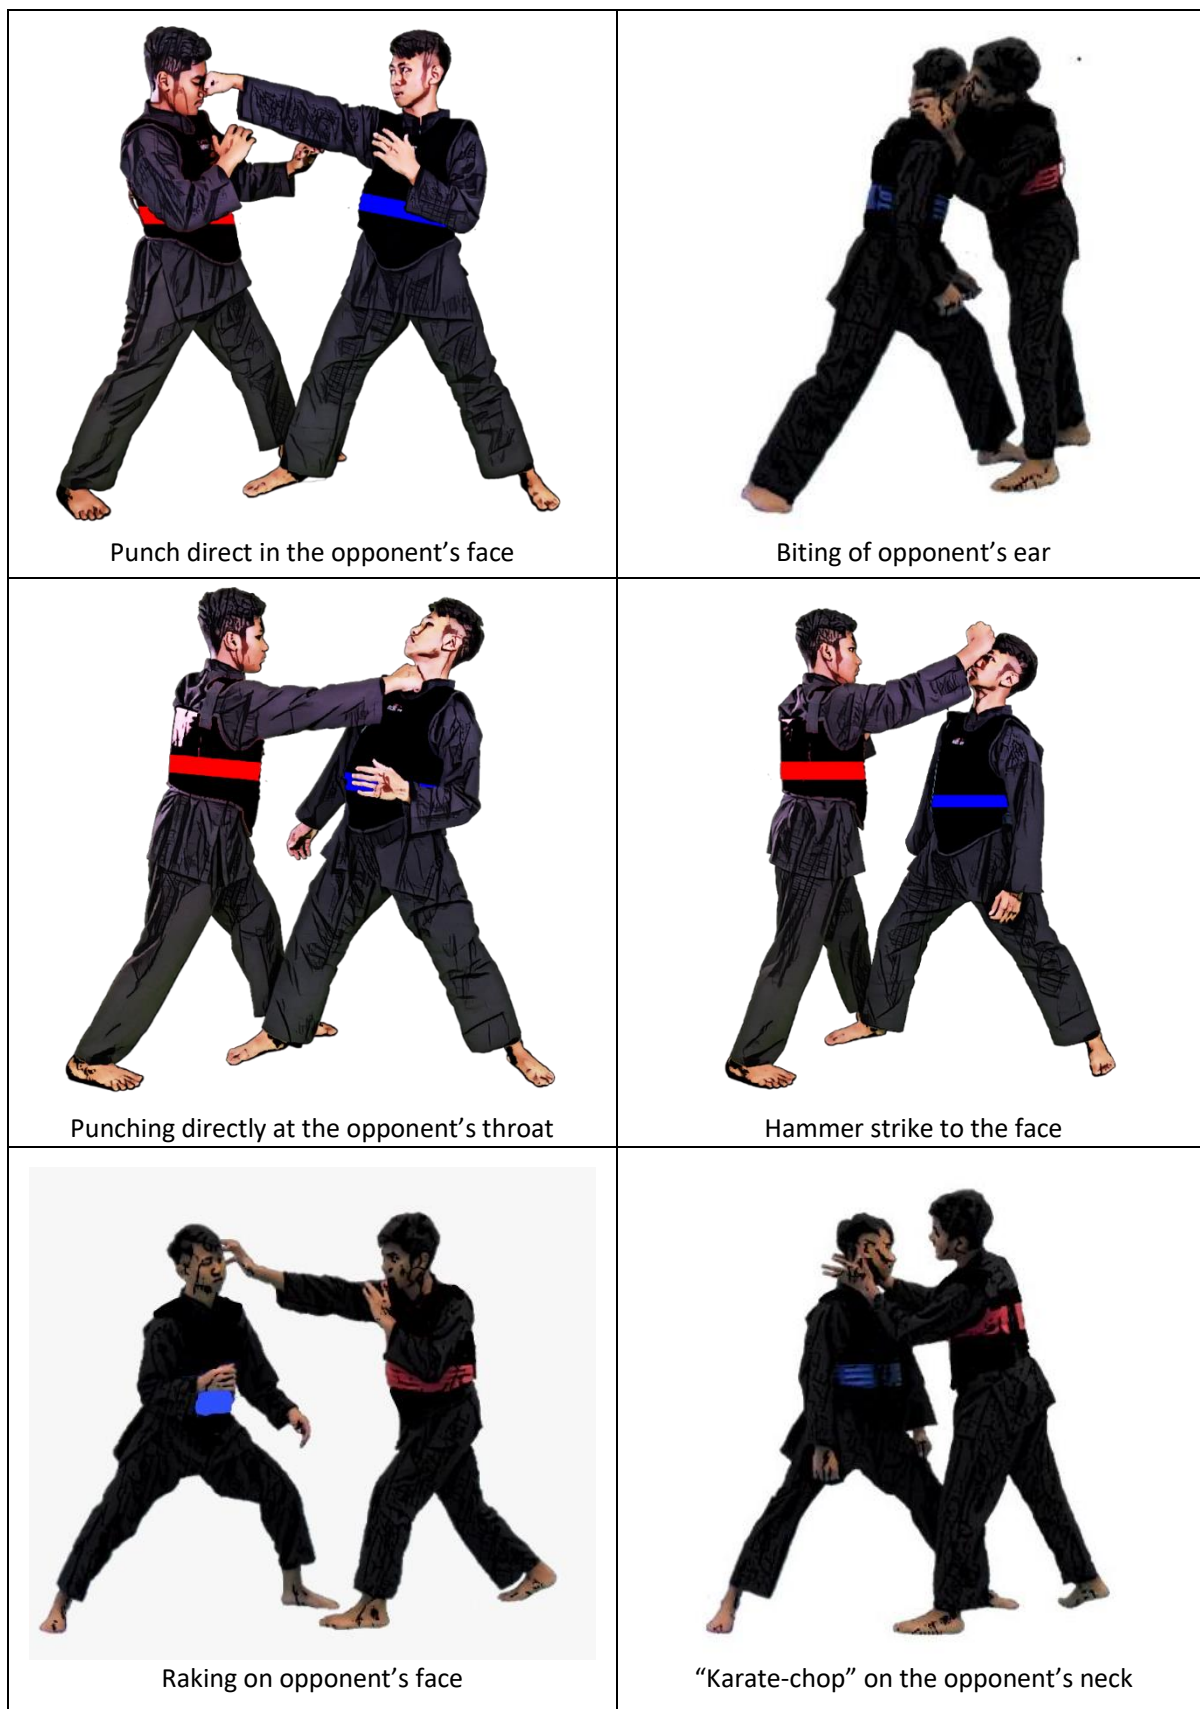 Punch direct in the opponent’s face
Biting of opponent’s ear
Punching directly at the opponent’s throat
Hammer strike to the face
Raking on opponent’s face
“Karate-chop” on the opponent’s neck